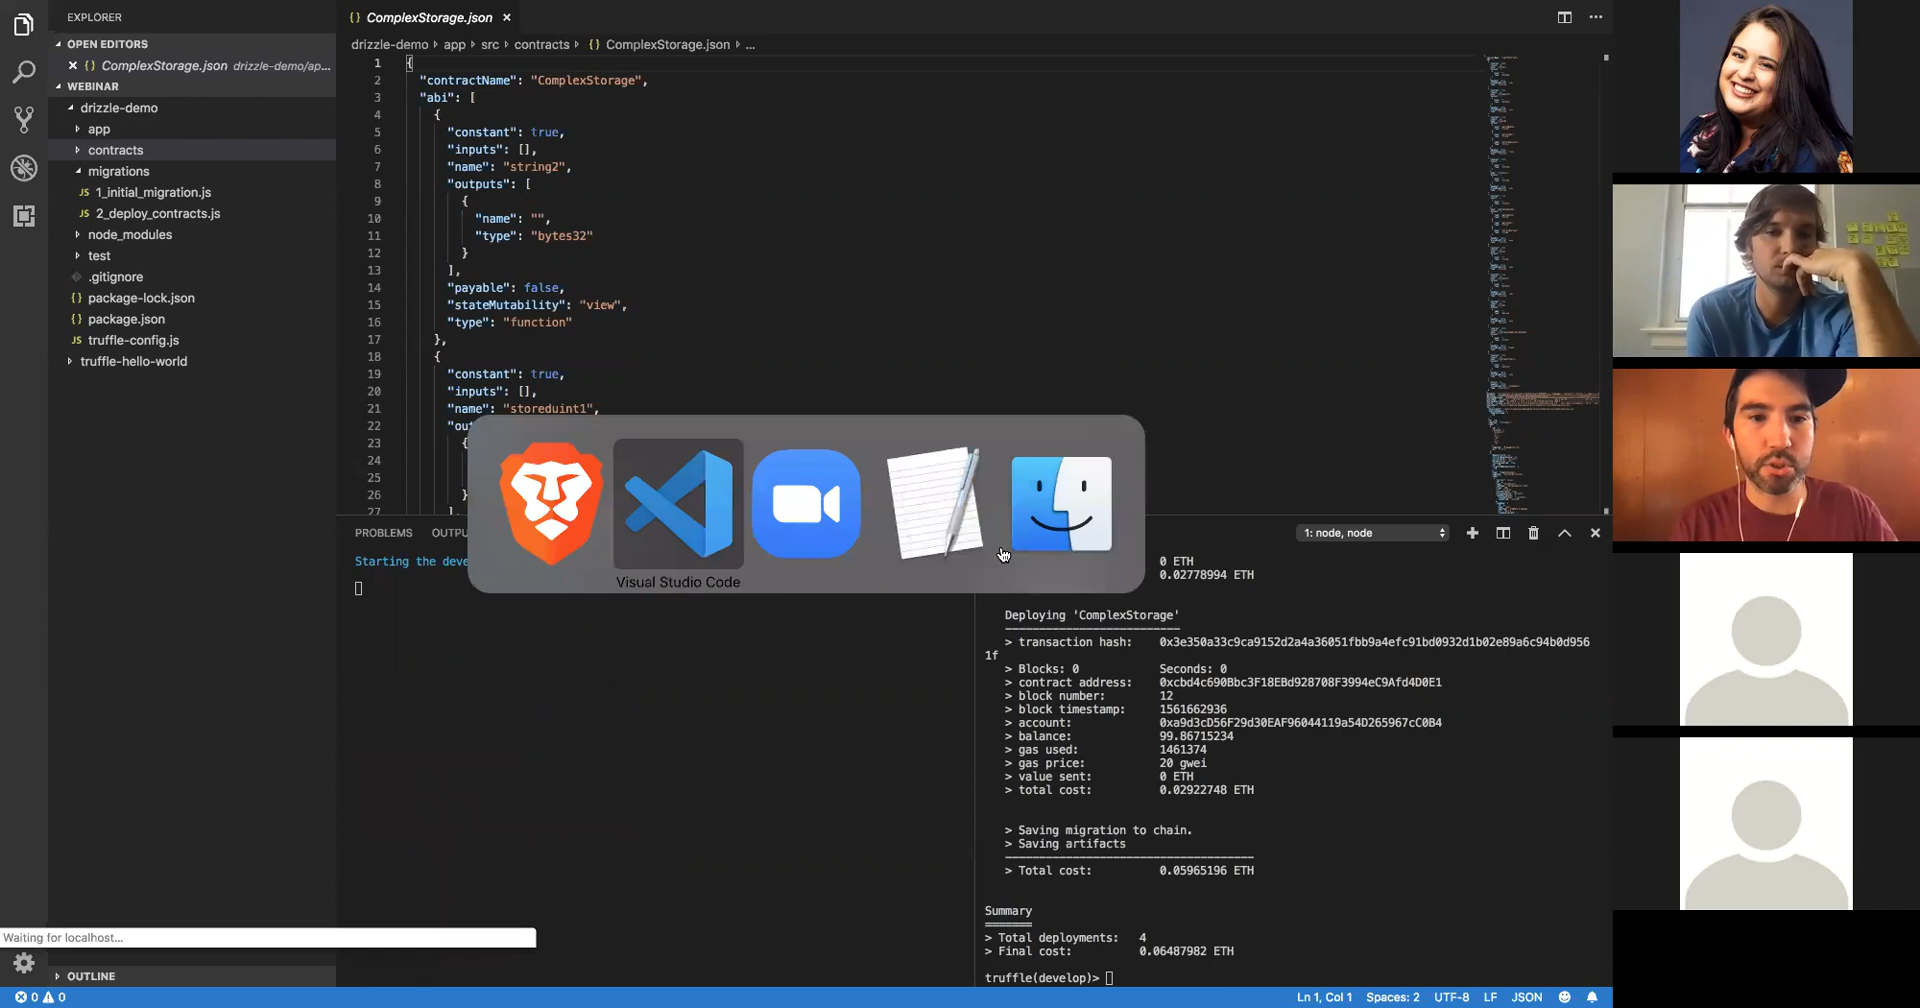 EXPLORER
OPEN EDITORS
ComplexStorage.json drizzle-demo/ap...
WEBINAR
drizzle-demo
app
contracts
migrations
JS 1_initial_migration.js
JS 2_deploy_contracts.js
node_modules
test
.gitignore
{} package-lock.json
{} package.json
JS truffle-config.js
truffle-hello-world
OUTLINE
{} ComplexStorage.json ×
drizzle-demo › app › src › contracts › {} ComplexStorage.json › ...
1 {
2 "contractName": "ComplexStorage",
3 "abi": [
4 {
5 "constant": true,
6 "inputs": [],
7 "name": "string2",
8 "outputs": [
9 {
10 "name": "",
11 "type": "bytes32"
12 }
13 ],
14 "payable": false,
15 "stateMutability": "view",
16 "type": "function"
17 },
18 {
19 "constant": true,
20 "inputs": [],
21 "name": "storeduint1",
22 "ou
23 {
24
25
26 }
27 ],
Visual Studio Code
PROBLEMS OUTPU
1: node, node
Starting the deve
0 ETH
0.02778994 ETH
Deploying 'ComplexStorage'
> transaction hash: 0x3e350a33c9ca9152d2a4a36051fbb9a4efc91bd0932d1b02e89a6c94b0d956
1f
> Blocks: 0 Seconds: 0
> contract address: 0xcbd4c690Bbc3F18EBd928708F3994eC9Afd4D0E1
> block number: 12
> block timestamp: 1561662936
> account: 0xa9d3cD56F29d30EAF96044119a54D265967cC0B4
> balance: 99.86715234
> gas used: 1461374
> gas price: 20 gwei
> value sent: 0 ETH
> total cost: 0.02922748 ETH
> Saving migration to chain.
> Saving artifacts
> Total cost: 0.05965196 ETH
Summary
=======
> Total deployments: 4
> Final cost: 0.06487982 ETH
truffle(develop)>
Waiting for localhost...
0 0
Ln 1, Col 1 Spaces: 2 UTF-8 LF JSON